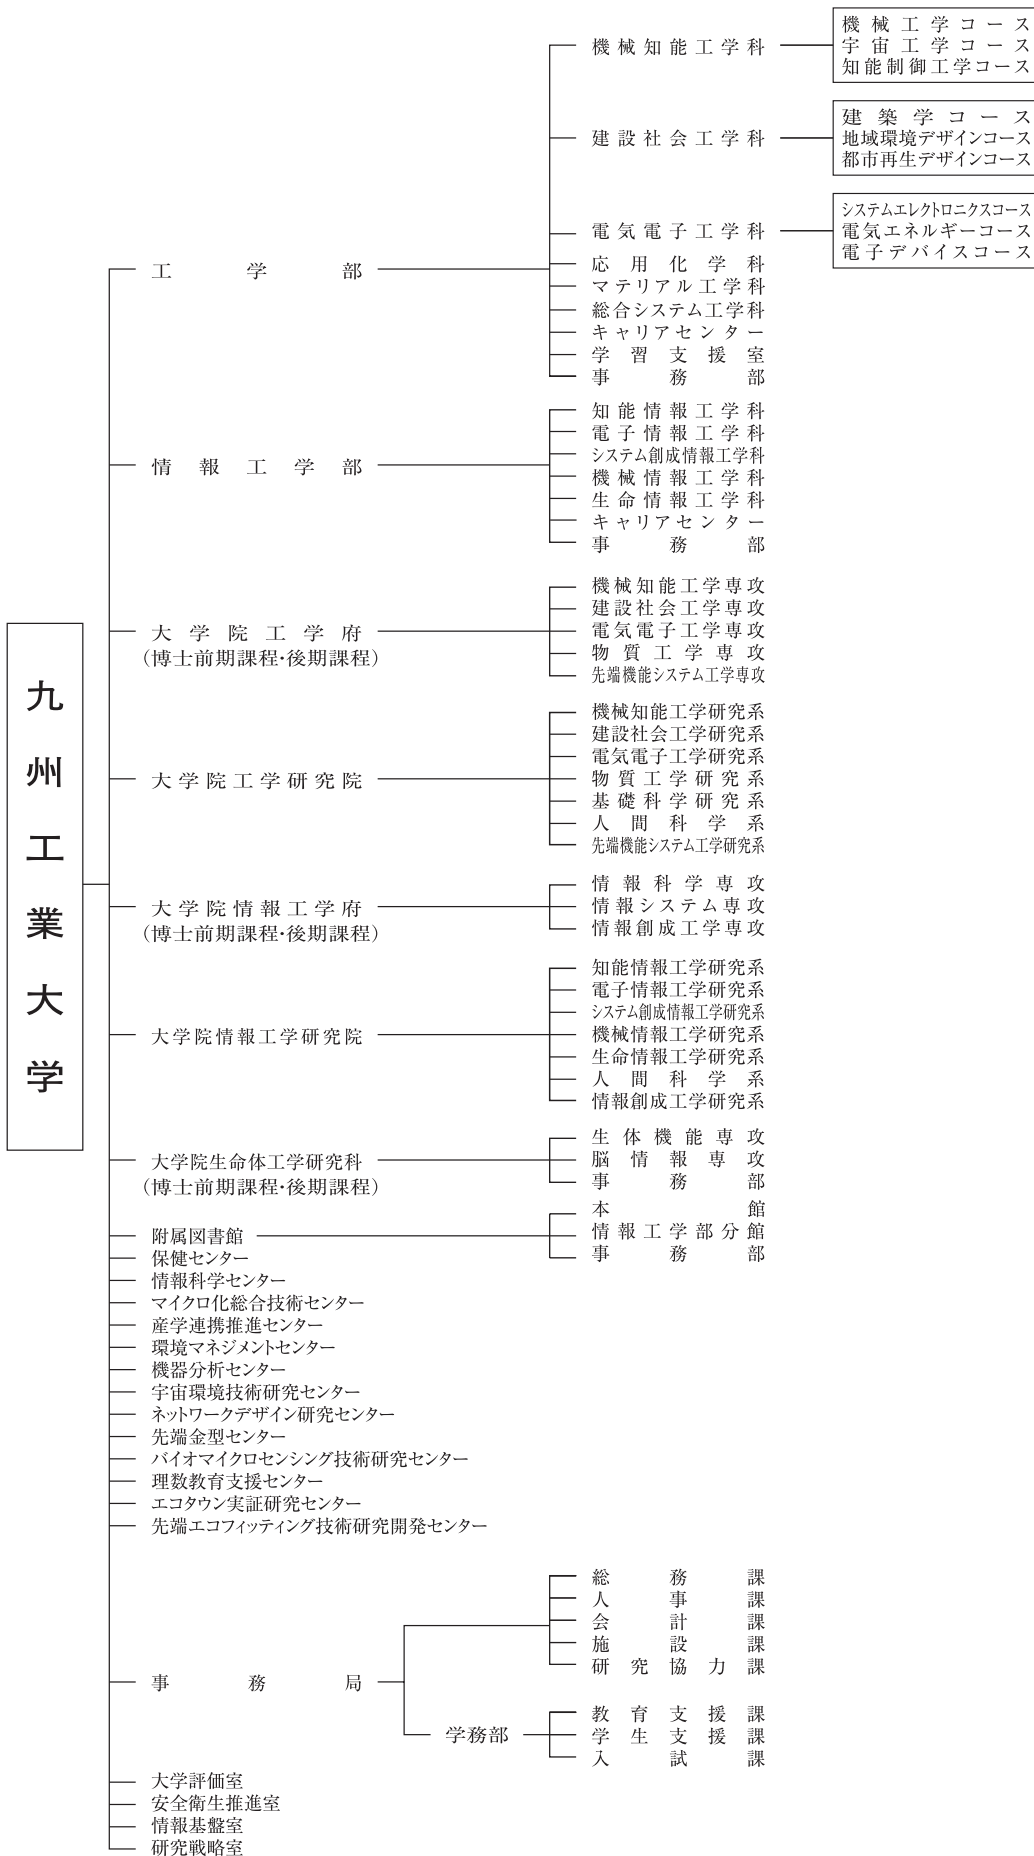 九州工業大学
工学部
機械知能工学科
機械工学コース
宇宙工学コース
知能制御工学コース
建設社会工学科
建築学コース
地域環境デザインコース
都市再生デザインコース
電気電子工学科
システムエレクトロニクスコース
電気エネルギーコース
電子デバイスコース
応用化学科
マテリアル工学科
総合システム工学科
キャリアセンター
学習支援室
事務部
情報工学部
知能情報工学科
電子情報工学科
システム創成情報工学科
機械情報工学科
生命情報工学科
キャリアセンター
事務部
大学院工学府
(博士前期課程・後期課程)
機械知能工学専攻
建設社会工学専攻
電気電子工学専攻
物質工学専攻
先端機能システム工学専攻
大学院工学研究院
機械知能工学研究系
建設社会工学研究系
電気電子工学研究系
物質工学研究系
基礎科学研究系
人間科学系
先端機能システム工学研究系
大学院情報工学府
(博士前期課程・後期課程)
情報科学専攻
情報システム専攻
情報創成工学専攻
大学院情報工学研究院
知能情報工学研究系
電子情報工学研究系
システム創成情報工学研究系
機械情報工学研究系
生命情報工学研究系
人間科学系
情報創成工学研究系
大学院生命体工学研究科
(博士前期課程・後期課程)
生体機能専攻
脳情報専攻
事務部
附属図書館
本館
情報工学部分館
事務部
保健センター
情報科学センター
マイクロ化総合技術センター
産学連携推進センター
環境マネジメントセンター
機器分析センター
宇宙環境技術研究センター
ネットワークデザイン研究センター
先端金型センター
バイオマイクロセンシング技術研究センター
理数教育支援センター
エコタウン実証研究センター
先端エコフィッティング技術研究開発センター
事務局
総務課
人事課
会計課
施設課
研究協力課
学務部
教育支援課
学生支援課
入試課
大学評価室
安全衛生推進室
情報基盤室
研究戦略室